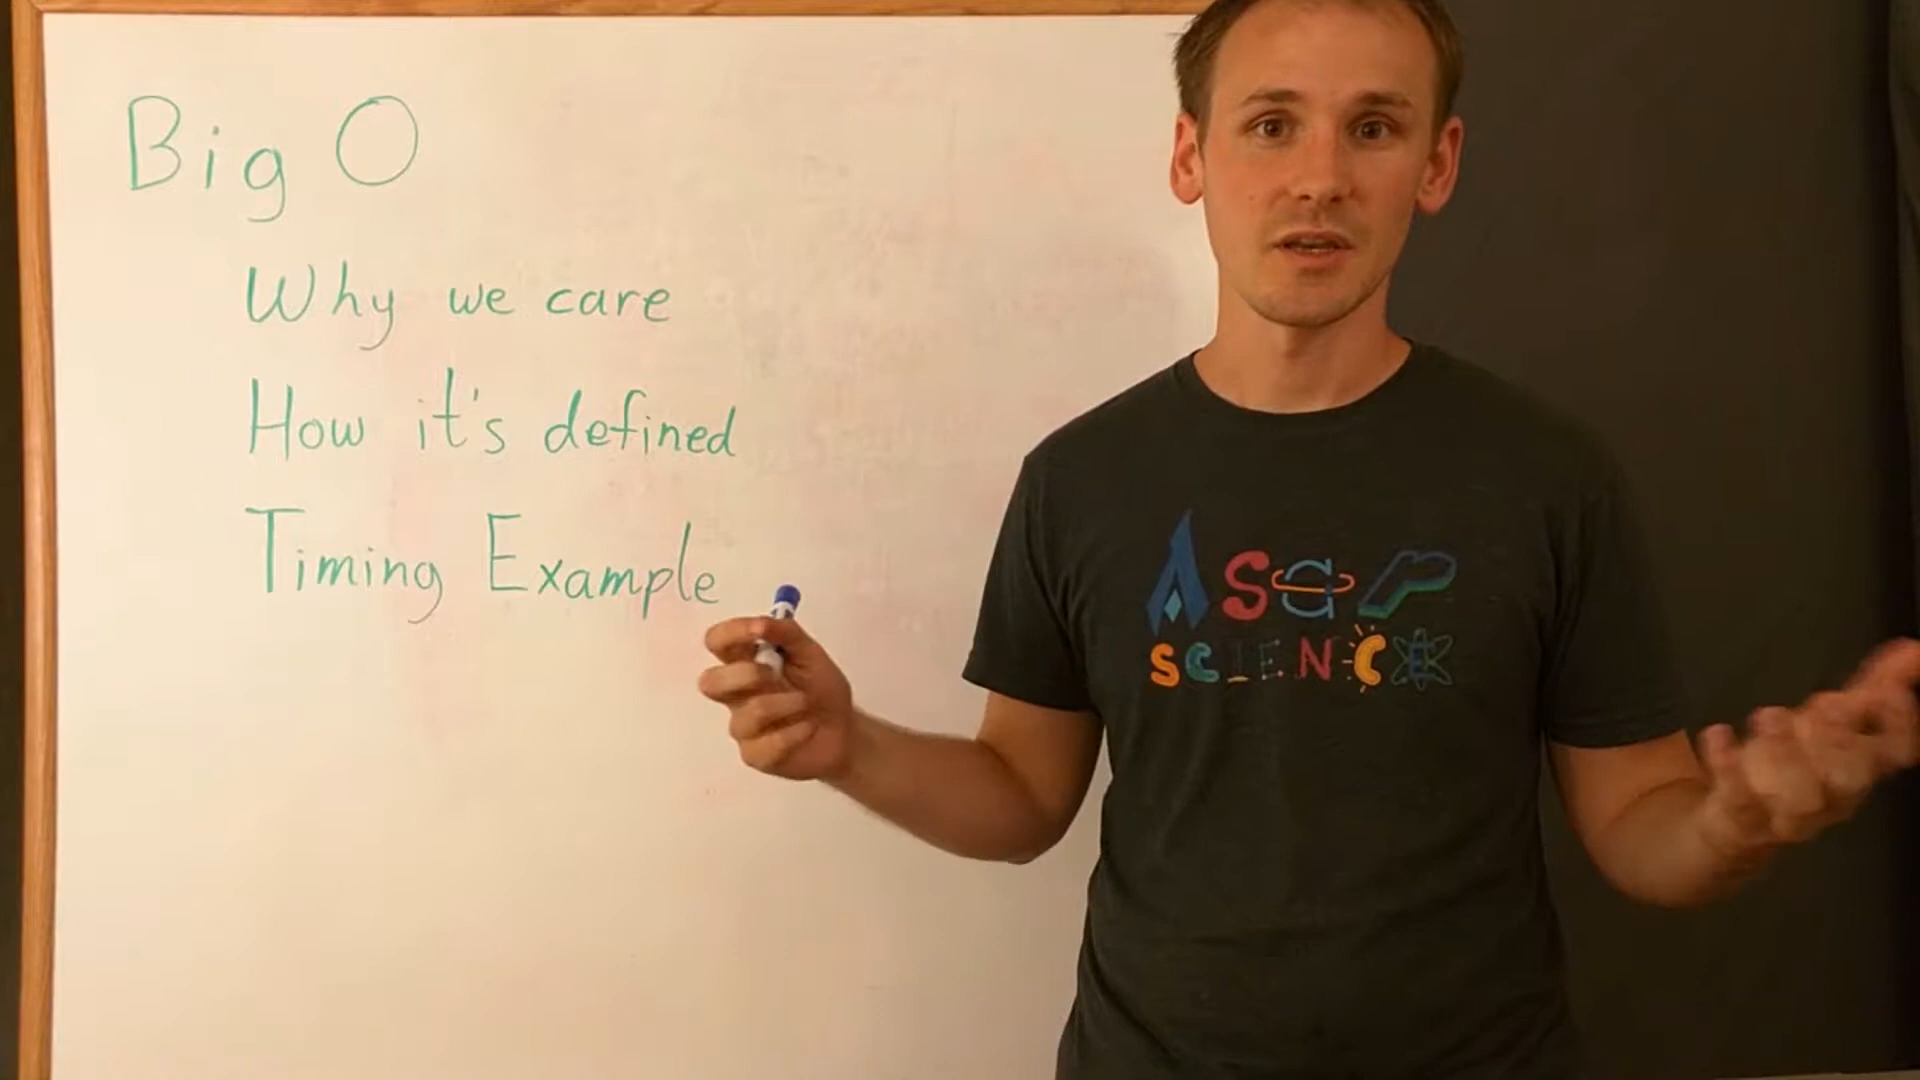 Big O
Why we care
How it's defined
Timing Example
ASAP
SCIENCE